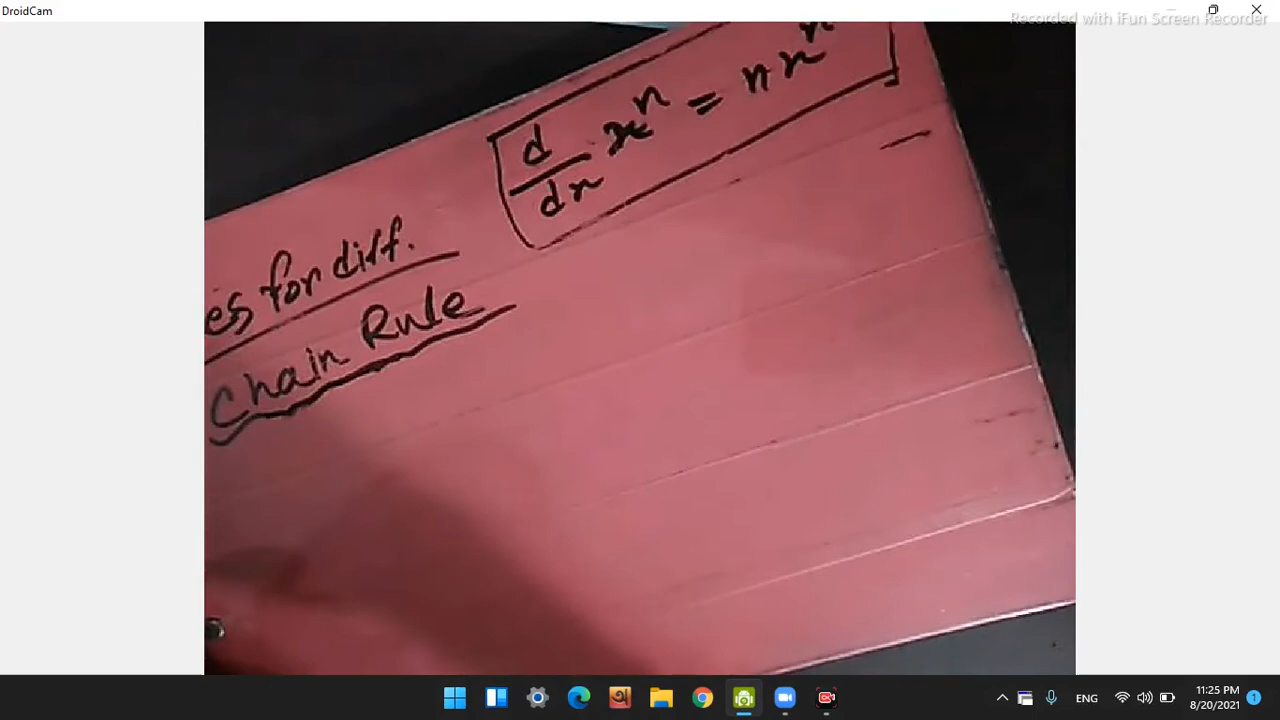 DroidCam
Recorded with iFun Screen Recorder
d/dx x^n = n x^n
es for diff.
Chain Rule
ENG
11:25 PM
8/20/2021
1